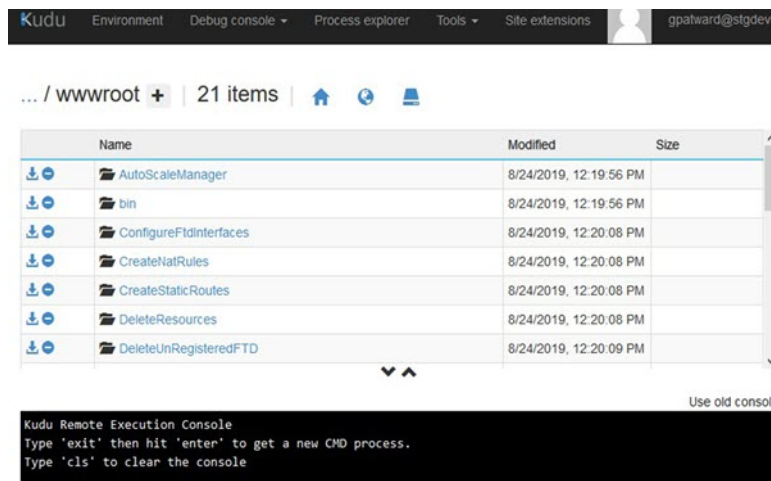 Kudu Environment Debug console Process explorer Tools Site extensions gpatward@stgdev
... / wwwroot + | 21 items |
Name Modified Size
AutoScaleManager 8/24/2019, 12:19:56 PM
bin 8/24/2019, 12:19:56 PM
ConfigureFtdInterfaces 8/24/2019, 12:20:08 PM
CreateNatRules 8/24/2019, 12:20:08 PM
CreateStaticRoutes 8/24/2019, 12:20:08 PM
DeleteResources 8/24/2019, 12:20:08 PM
DeleteUnRegisteredFTD 8/24/2019, 12:20:09 PM
Use old consol
Kudu Remote Execution Console
Type 'exit' then hit 'enter' to get a new CMD process.
Type 'cls' to clear the console